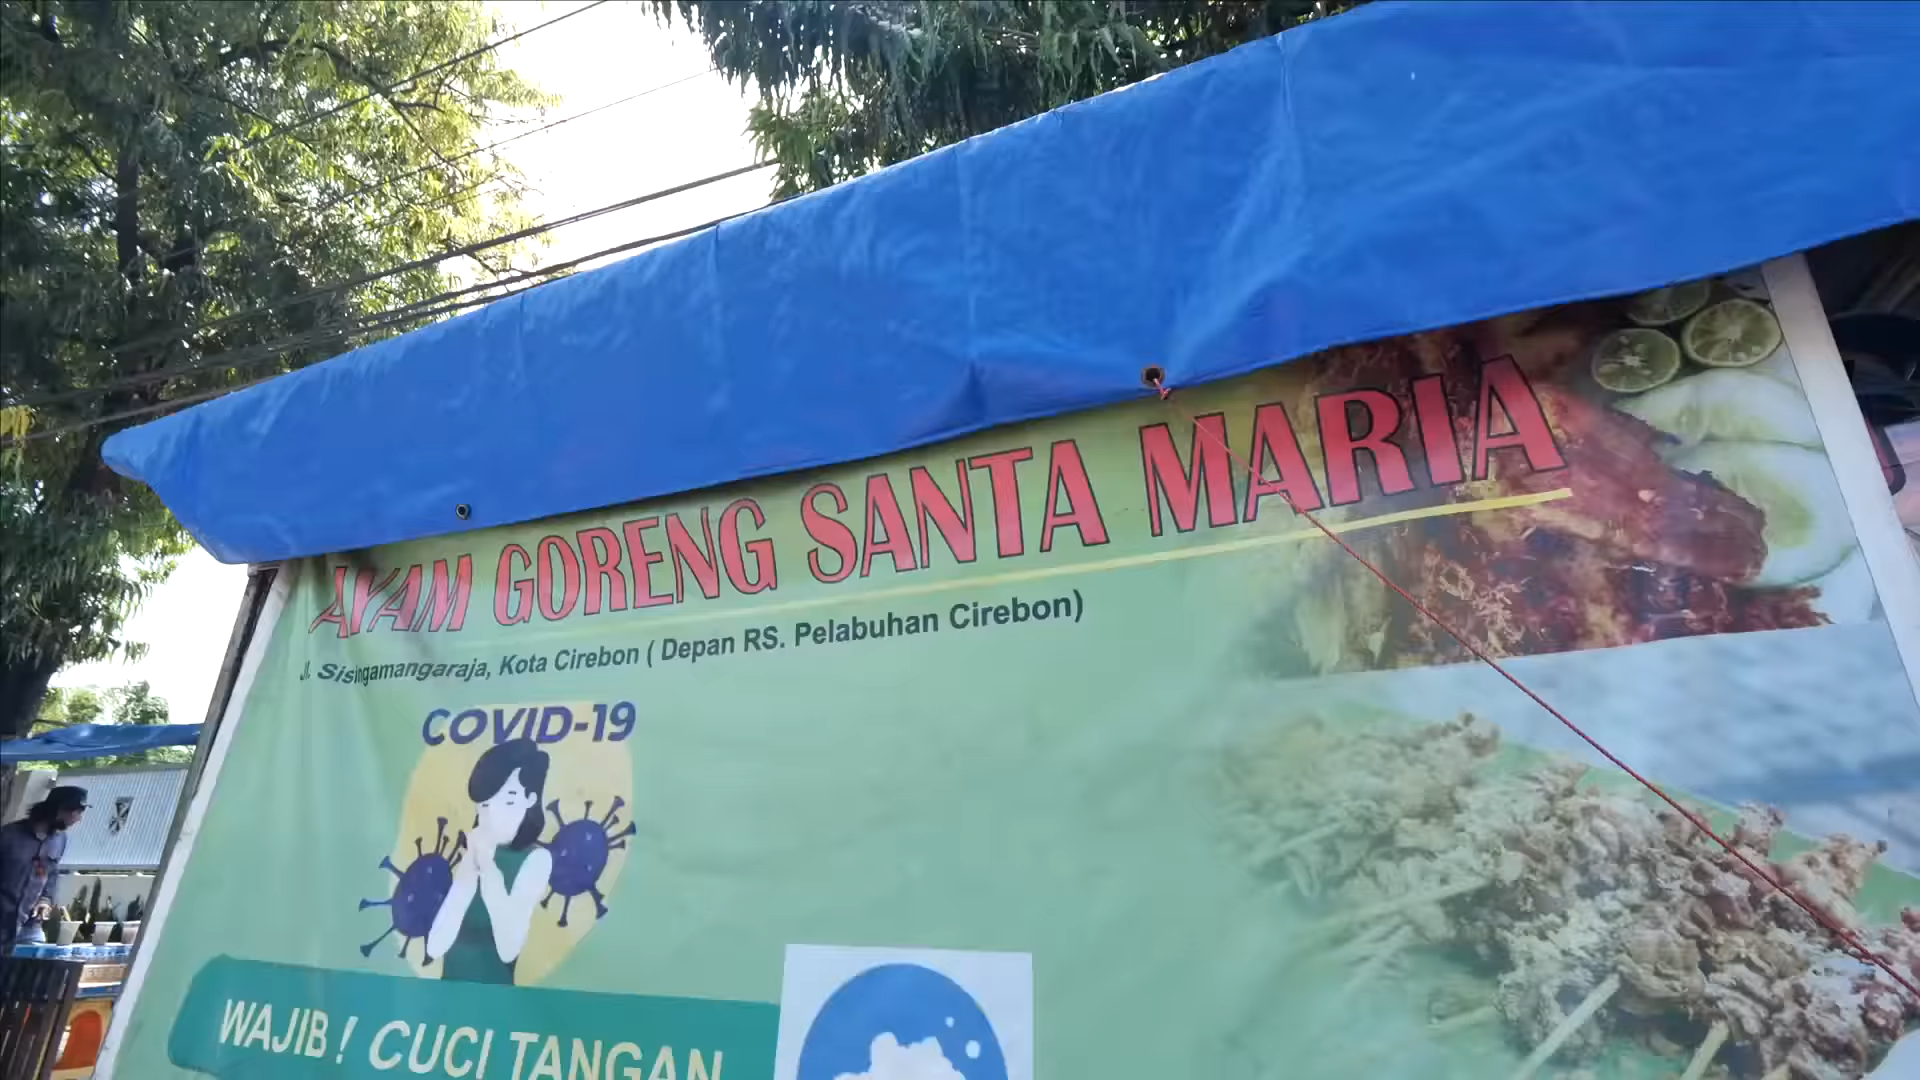 AYAM GORENG SANTA MARIA
Jl. Sisingamangaraja, Kota Cirebon ( Depan RS. Pelabuhan Cirebon)
COVID-19
WAJIB ! CUCI TANGAN